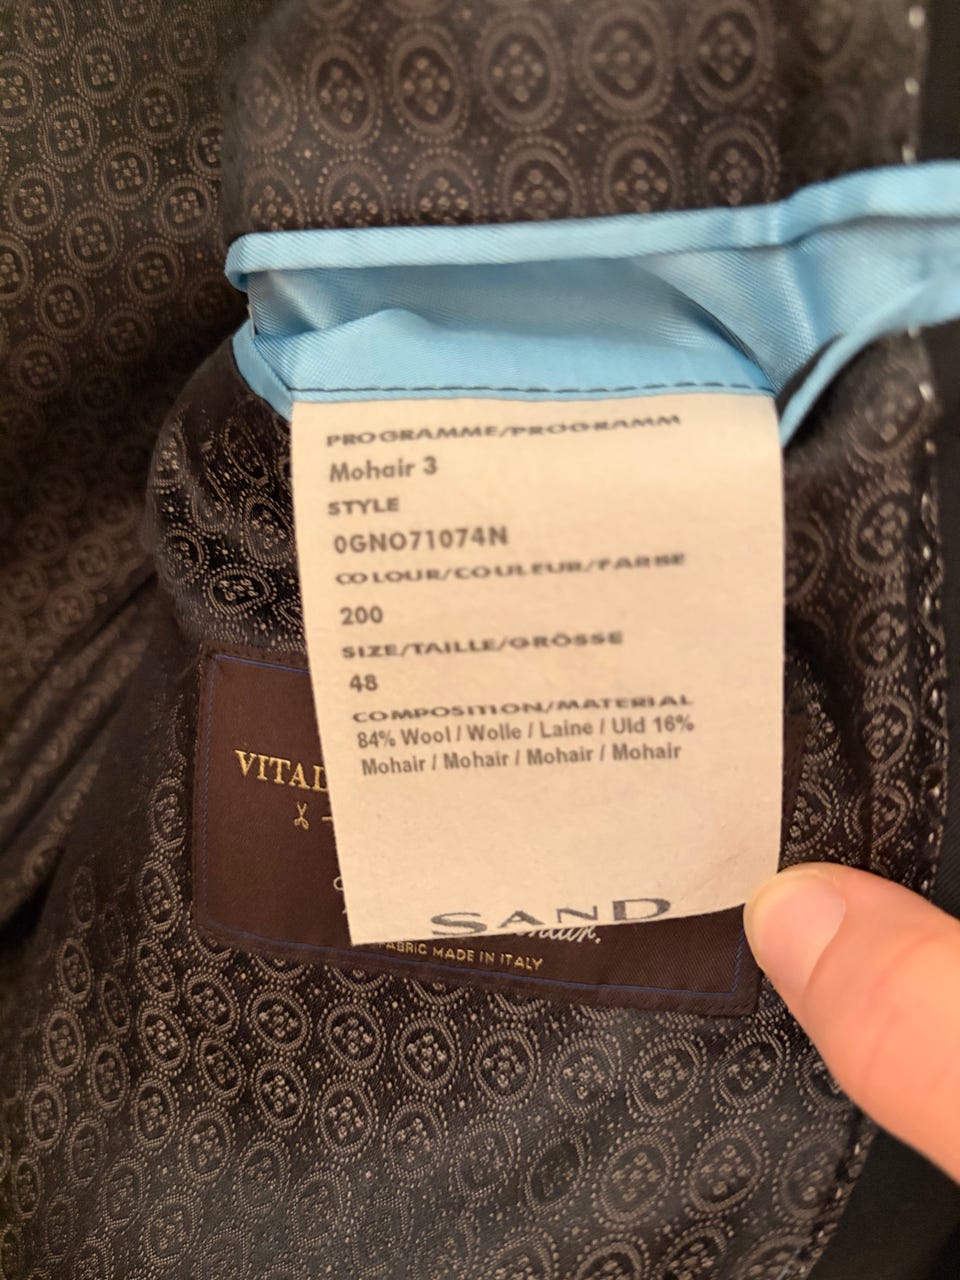 PROGRAMME/PROGRAMM
Mohair 3
STYLE
0GNO71074N
COLOUR/COULEUR/FARBE
200
SIZE/TAILLE/GRÖSSE
48
COMPOSITION/MATERIAL
84% Wool / Wolle / Laine / Uld 16%
Mohair / Mohair / Mohair / Mohair
SAND
VITAL
FABRIC MADE IN ITALY